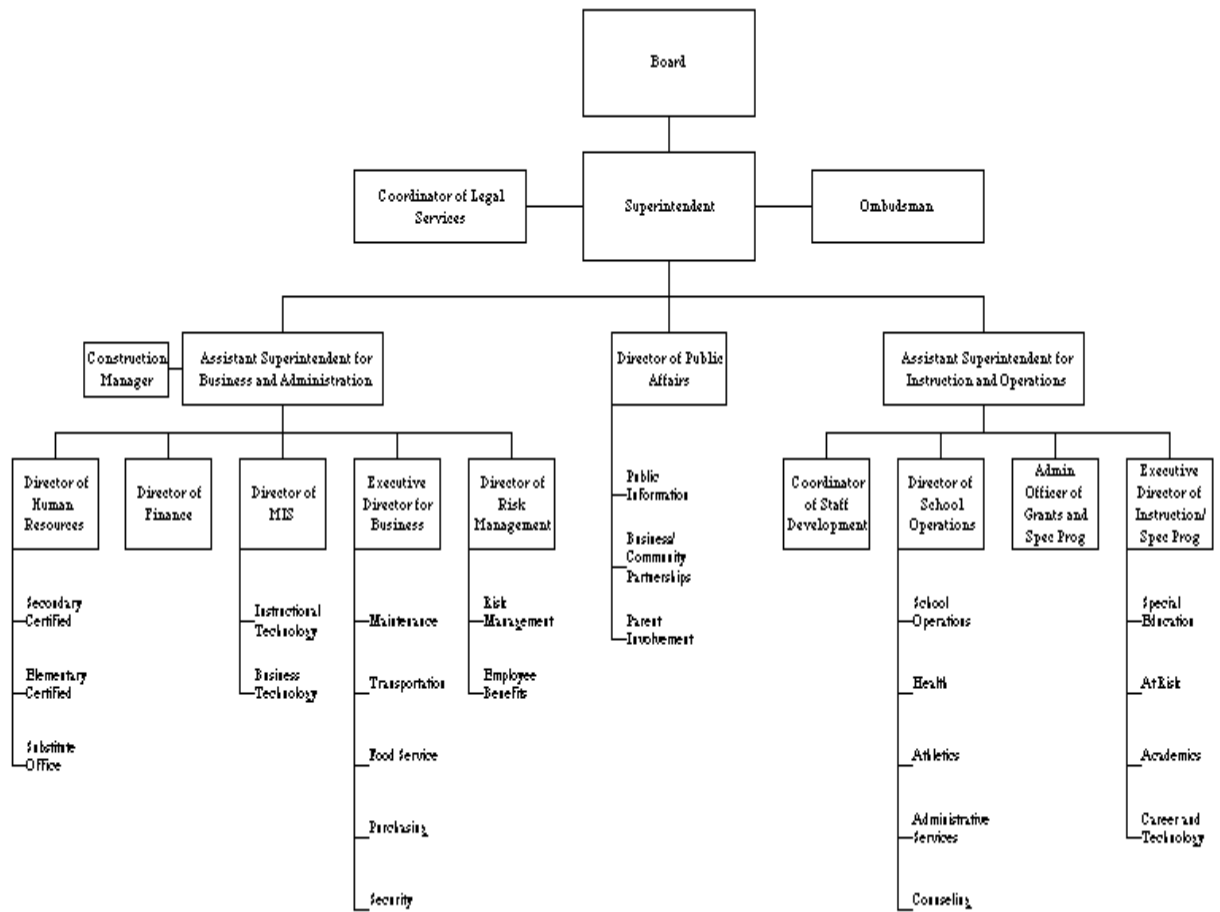 Board
Coordinator of Legal
Services
Superintendent
Ombudsman
Construction
Manager
Assistant Superintendent for
Business and Administration
Director of Public
Affairs
Assistant Superintendent for
Instruction and Operations
Director of
Human
Resources
Director of
Finance
Director of
MIS
Executive
Director for
Business
Director of
Risk
Management
Coordinator
of Staff
Development
Director of
School
Operations
Admin
Officer of
Grants and
Spec Prog
Executive
Director of
Instruction/
Spec Prog
Secondary
Certified
Elementary
Certified
Substitute
Office
Instructional
Technology
Business
Technology
Maintenance
Transportation
Food Service
Purchasing
Security
Risk
Management
Employee
Benefits
Public
Information
Business/
Community
Partnerships
Parent
Involvement
School
Operations
Health
Athletics
Administrative
Services
Counseling
Special
Education
At Risk
Academics
Career and
Technology